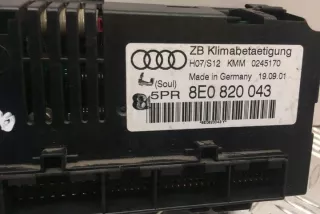 ZB Klimabetaetigung
H07/S12 KMM 0245170
(Soul) Made in Germany 19.09.01
5PR 8E0 820 043